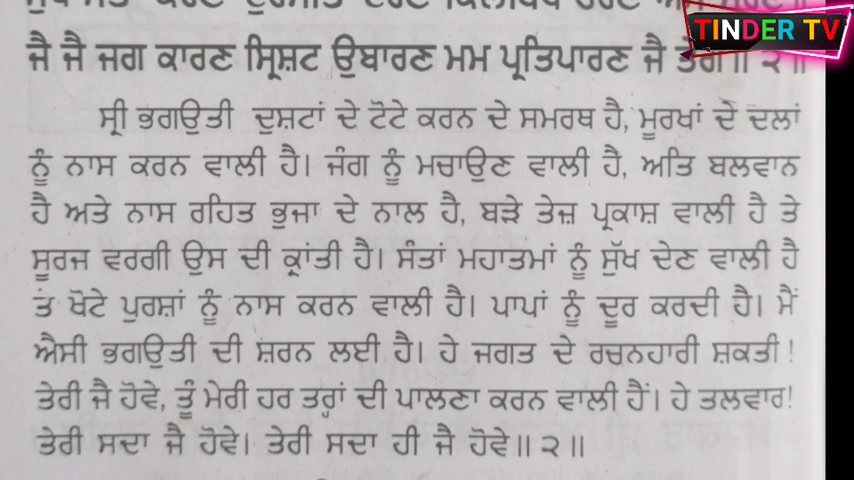 TINDER TV
ਜੈ ਜੈ ਜਗ ਕਾਰਣ ਸ੍ਰਿਸ਼ਟ ਉਬਾਰਣ ਮਮ ਪ੍ਰਤਿਪਾਰਣ ਜੈ ਤੇਗੰ॥ ੨॥
ਸ੍ਰੀ ਭਗਉਤੀ ਦੁਸ਼ਟਾਂ ਦੇ ਟੋਟੇ ਕਰਨ ਦੇ ਸਮਰਥ ਹੈ, ਮੂਰਖਾਂ ਦੇ ਦਲਾਂ
ਨੂੰ ਨਾਸ ਕਰਨ ਵਾਲੀ ਹੈ। ਜੰਗ ਨੂੰ ਮਚਾਉਣ ਵਾਲੀ ਹੈ, ਅਤਿ ਬਲਵਾਨ
ਹੈ ਅਤੇ ਨਾਸ ਰਹਿਤ ਭੁਜਾ ਦੇ ਨਾਲ ਹੈ, ਬੜੇ ਤੇਜ਼ ਪ੍ਰਕਾਸ਼ ਵਾਲੀ ਹੈ ਤੇ
ਸੂਰਜ ਵਰਗੀ ਉਸ ਦੀ ਕ੍ਰਾਂਤੀ ਹੈ। ਸੰਤਾਂ ਮਹਾਤਮਾਂ ਨੂੰ ਸੁੱਖ ਦੇਣ ਵਾਲੀ ਹੈ
ਤੇ ਖੋਟੇ ਪੁਰਸ਼ਾਂ ਨੂੰ ਨਾਸ ਕਰਨ ਵਾਲੀ ਹੈ। ਪਾਪਾਂ ਨੂੰ ਦੂਰ ਕਰਦੀ ਹੈ। ਮੈਂ
ਐਸੀ ਭਗਉਤੀ ਦੀ ਸ਼ਰਨ ਲਈ ਹੈ। ਹੇ ਜਗਤ ਦੇ ਰਚਨਹਾਰੀ ਸ਼ਕਤੀ!
ਤੇਰੀ ਜੈ ਹੋਵੇ, ਤੂੰ ਮੇਰੀ ਹਰ ਤਰ੍ਹਾਂ ਦੀ ਪਾਲਣਾ ਕਰਨ ਵਾਲੀ ਹੈਂ। ਹੇ ਤਲਵਾਰ!
ਤੇਰੀ ਸਦਾ ਜੈ ਹੋਵੇ। ਤੇਰੀ ਸਦਾ ਹੀ ਜੈ ਹੋਵੇ॥ ੨॥